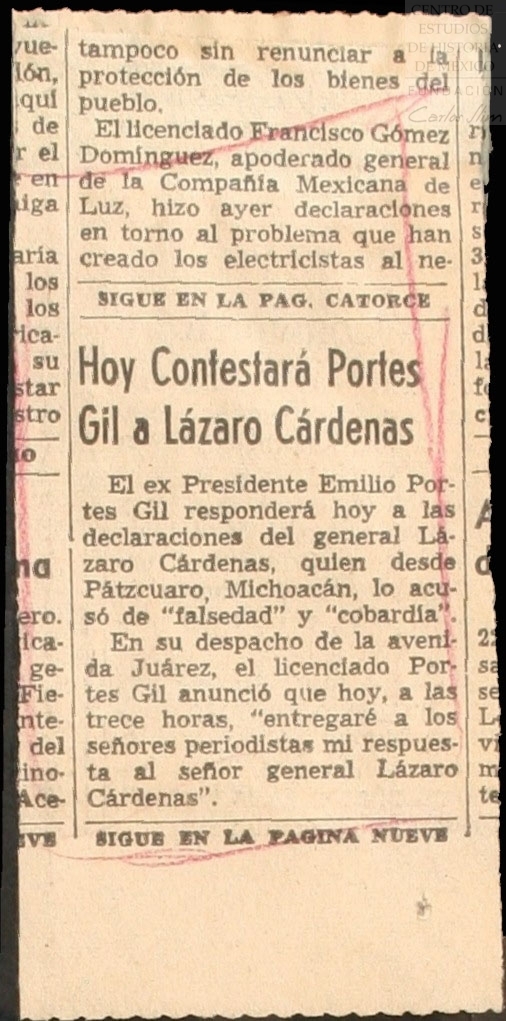 tampoco sin renunciar a la
protección de los bienes del
pueblo.
El licenciado Francisco Gómez
Domínguez, apoderado general
de la Compañía Mexicana de
Luz, hizo ayer declaraciones
en torno al problema que han
creado los electricistas al ne-
SIGUE EN LA PAG. CATORCE
Hoy Contestará Portes
Gil a Lázaro Cárdenas
El ex Presidente Emilio Por-
tes Gil responderá hoy a las
declaraciones del general Lá-
zaro Cárdenas, quien desde
Pátzcuaro, Michoacán, lo acu-
só de "falsedad" y "cobardía".
En su despacho de la aveni-
da Juárez, el licenciado Por-
tes Gil anunció que hoy, a las
trece horas, "entregaré a los
señores periodistas mi respues-
ta al señor general Lázaro
Cárdenas".
SIGUE EN LA PAGINA NUEVE
CENTRO DE
ESTUDIOS
DE HISTORIA
DE MÉXICO
FUNDACIÓN
Carlos Slim